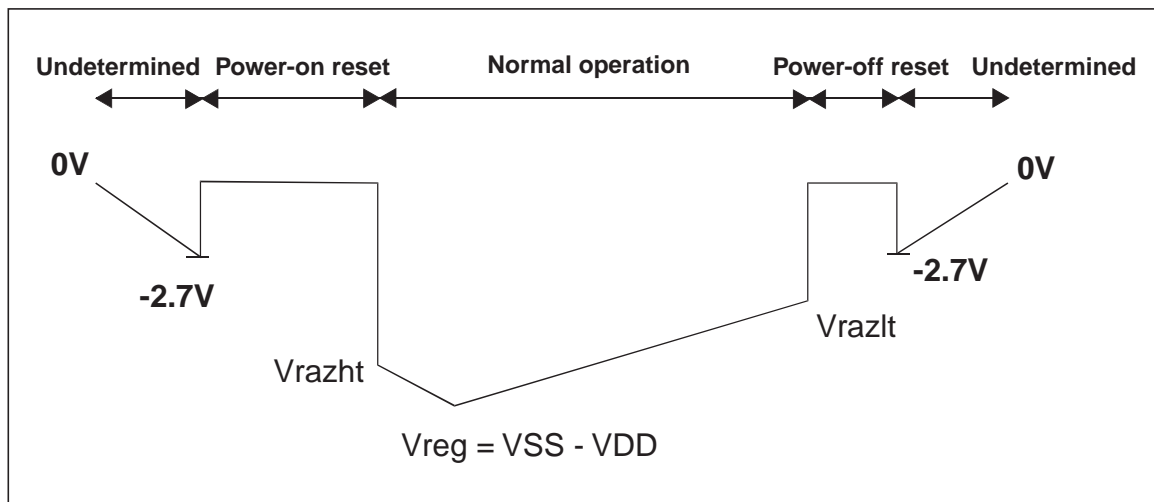 Undetermined Power-on reset Normal operation Power-off reset Undetermined
0V 0V
-2.7V -2.7V
Vrazlt
Vrazht
Vreg = VSS - VDD